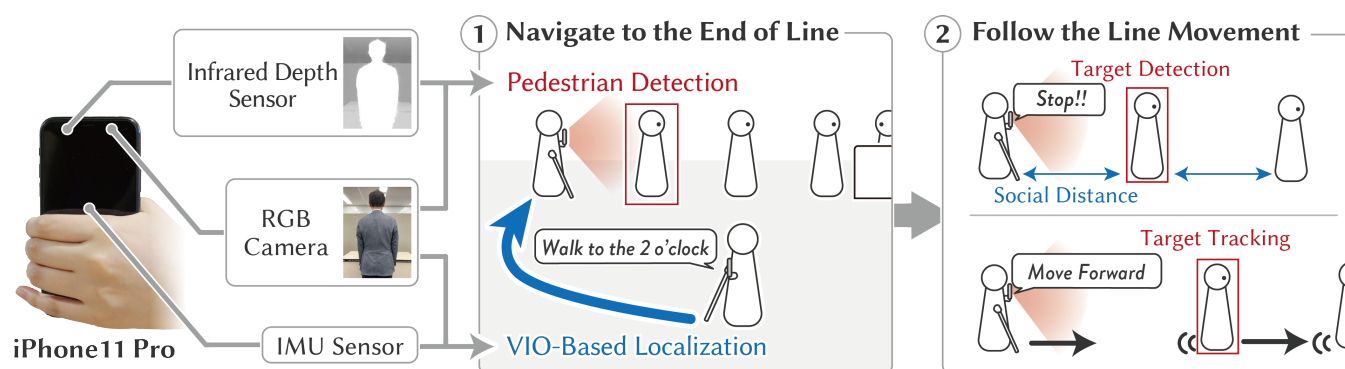 Infrared Depth
Sensor
RGB
Camera
IMU Sensor
iPhone11 Pro
1 Navigate to the End of Line
Pedestrian Detection
Walk to the 2 o'clock
VIO-Based Localization
2 Follow the Line Movement
Target Detection
Stop!!
Social Distance
Target Tracking
Move Forward